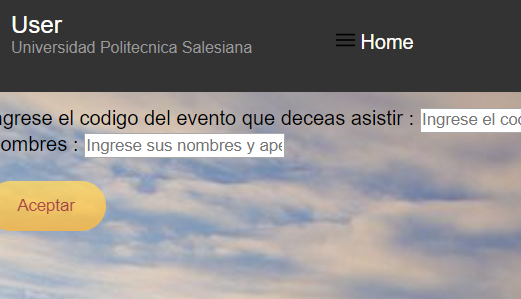 User
Universidad Politecnica Salesiana
Home
ngrese el codigo del evento que deceas asistir : Ingrese el co
ombres : Ingrese sus nombres y ape
Aceptar